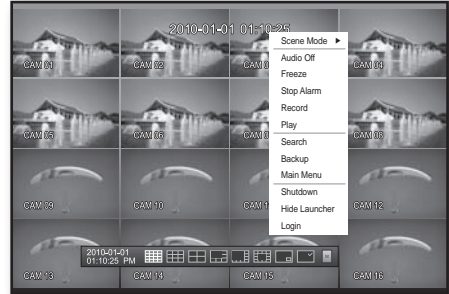 2010-01-01 01:10:25
CAM 01
CAM 02
CAM 04
CAM 05
CAM 06
CAM 08
CAM 09
CAM 10
CAM 12
CAM 13
CAM 14
CAM 15
CAM 16
Scene Mode
Audio Off
Freeze
Stop Alarm
Record
Play
Search
Backup
Main Menu
Shutdown
Hide Launcher
Login
2010-01-01
01:10:25 PM